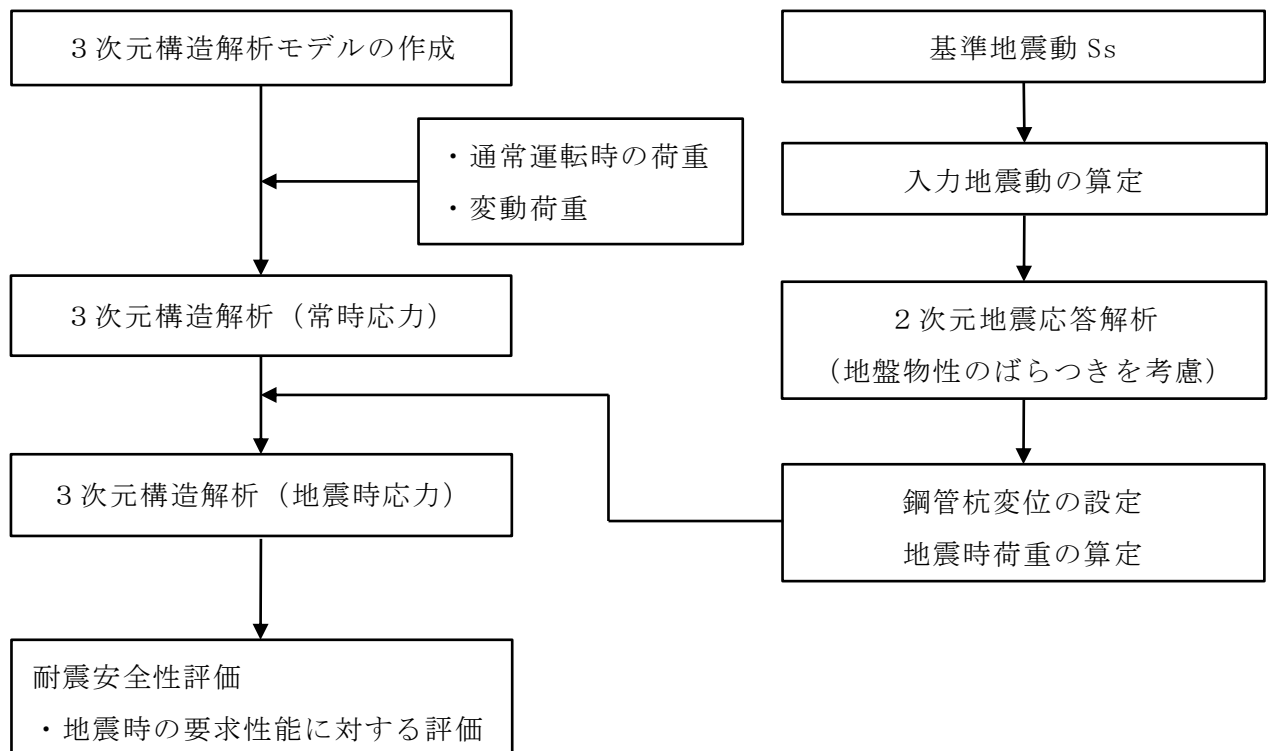 ３次元構造解析モデルの作成
基準地震動 Ss
・通常運転時の荷重
・変動荷重
入力地震動の算定
３次元構造解析（常時応力）
２次元地震応答解析
（地盤物性のばらつきを考慮）
３次元構造解析（地震時応力）
鋼管杭変位の設定
地震時荷重の算定
耐震安全性評価
・地震時の要求性能に対する評価